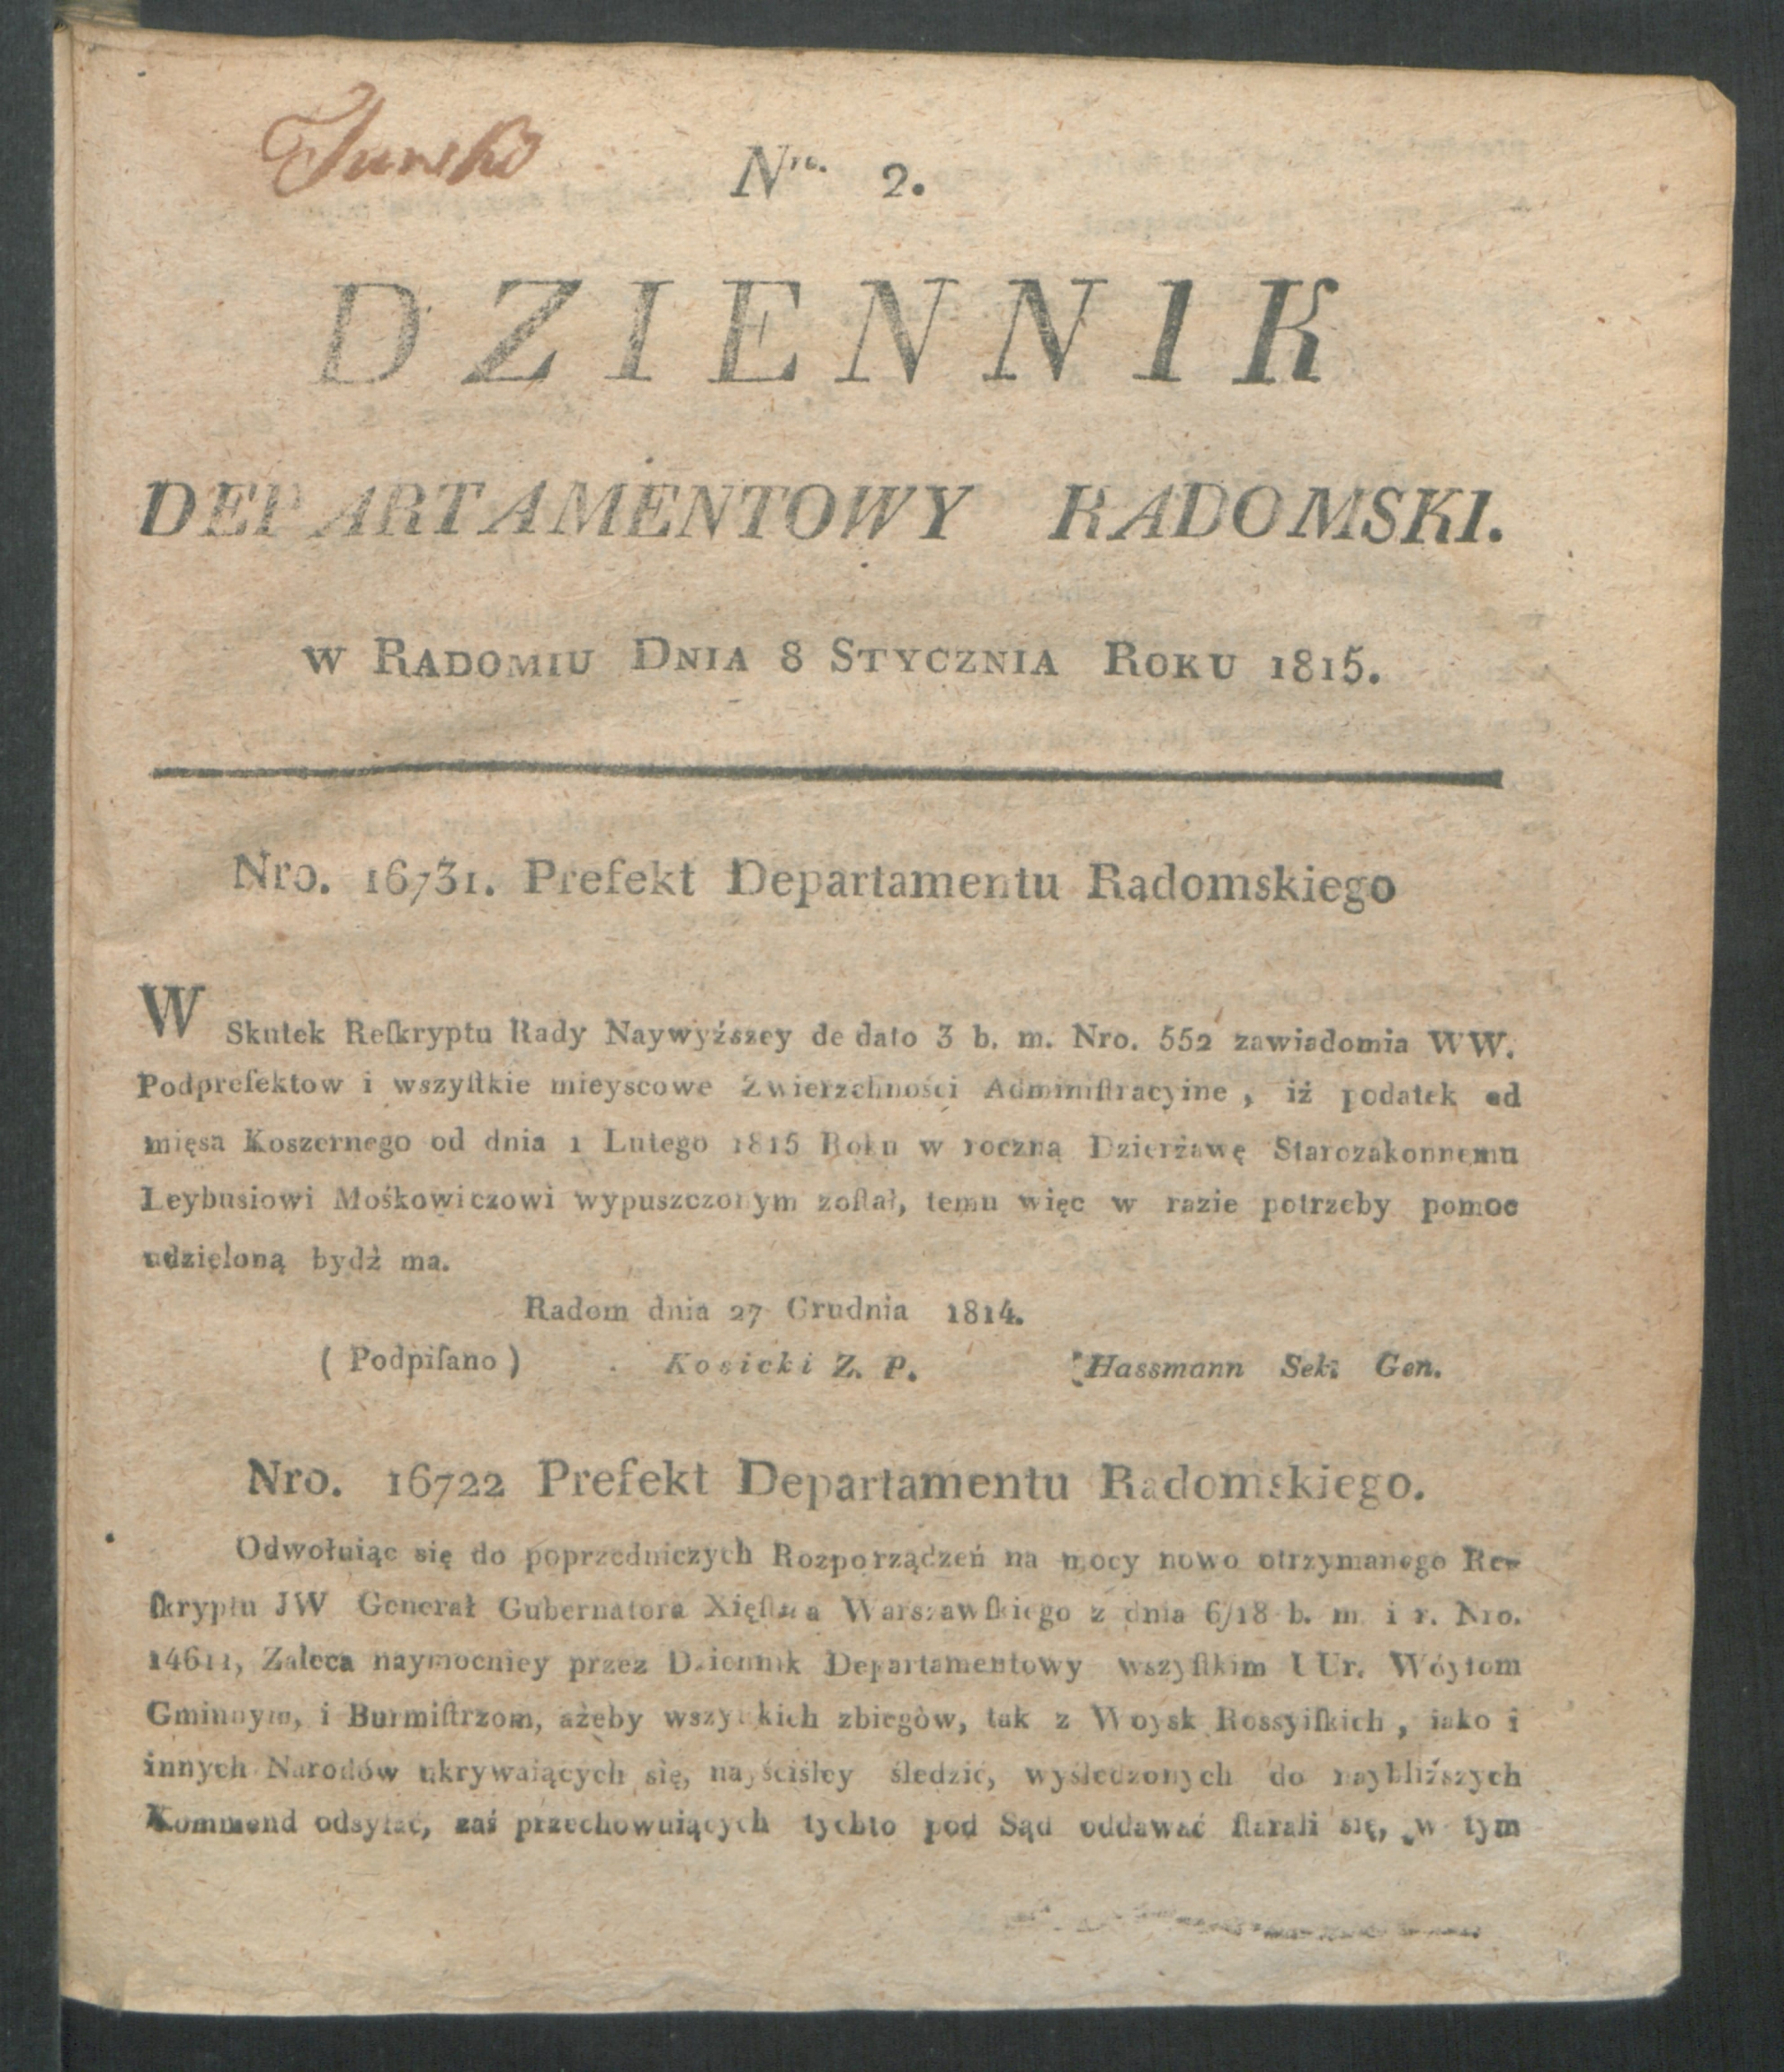 Nro. 2.
DZIENNIK
DEPARTAMENTOWY RADOMSKI.
w Radomiu Dnia 8 Stycznia Roku 1815.
Nro. 16731. Prefekt Departamentu Radomskiego
W Skutek Reſkryptu Rady Naywyźszey de dato 3 b. m. Nro. 552 zawiadomia WW.
Podprefektow i wszyſtkie mieyscowe Zwierzchności Adminiſtracyine, iż podatek od
mięsa Koszernego od dnia 1 Lutego 1815 Roku w roczną Dzierżawę Starozakonnemu
Leybusiowi Mośkowiczowi wypuszczonym zoſtał, temu więc w razie potrzeby pomoc
udzieloną bydź ma.
Radom dnia 27 Grudnia 1814.
( Podpiſano ) Kosicki Z. P. Hassmann Sek: Gen.
Nro. 16722 Prefekt Departamentu Radomskiego.
Odwołuiąc się do poprzedniczych Rozporządzeń na mocy nowo otrzymanego Re-
ſkryptu JW Generał Gubernatora Xięſtwa Warszawſkiego z dnia 6/18 b. m i r. Nro.
14611, Zaleca naymocniey przez Dziennik Departamentowy wszyſtkim UUr. Wóytom
Gminnym, i Burmiſtrzom, ażeby wszyſtkich zbiegòw, tak z Woysk Rossyiſkich, iako i
innych Narodów ukrywaiących się, nayściśley śledzić, wyśledzonych do naybliźszych
Kommend odsyłać, zaś przechowuiących tychto pod Sąd oddawać ſtarali się, w tym